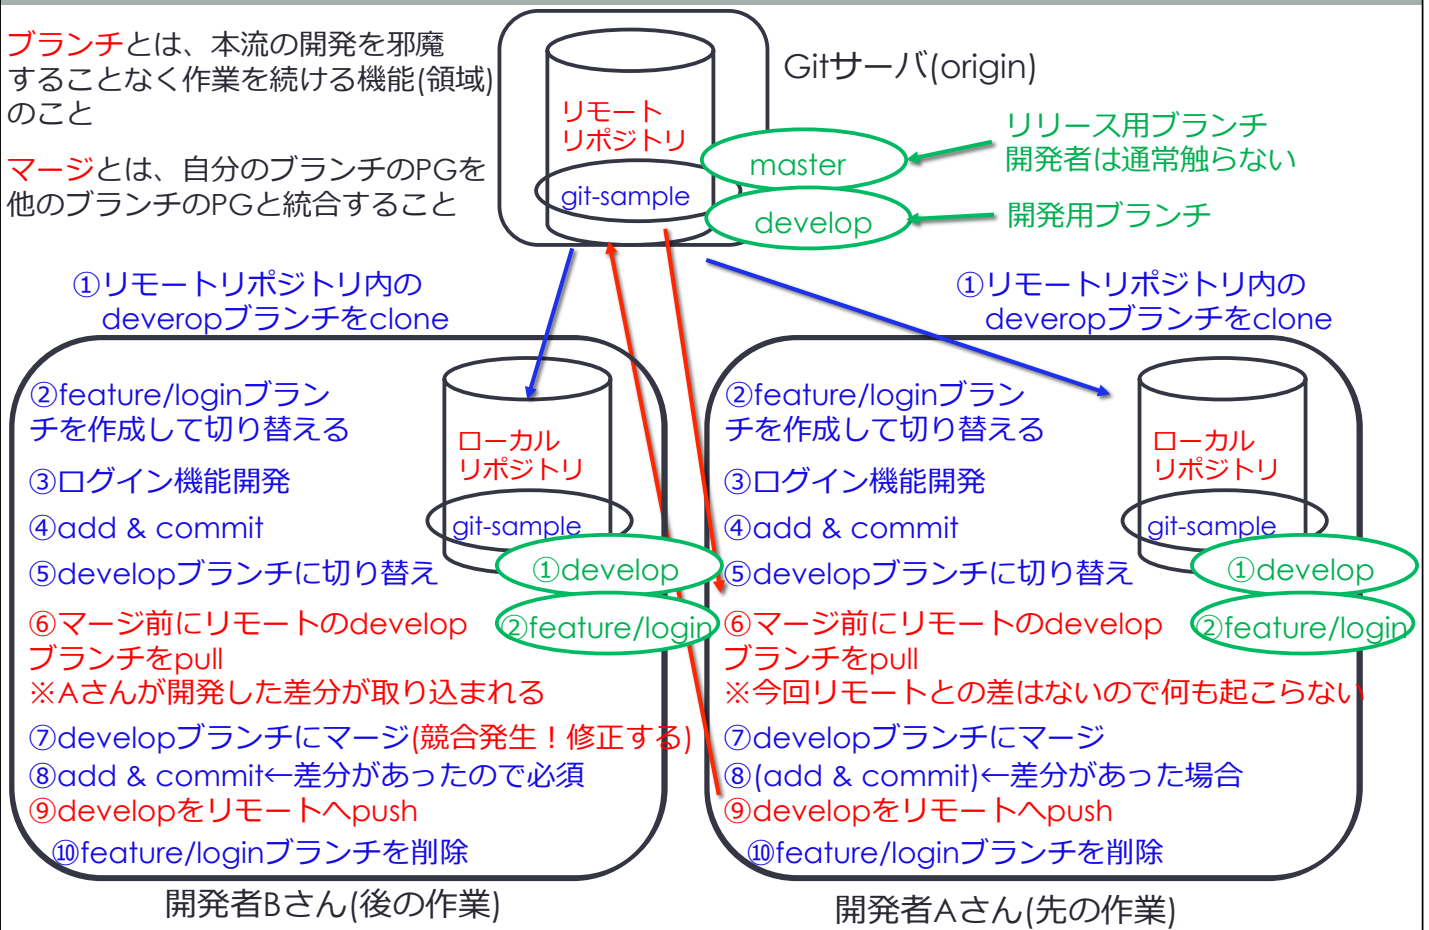 ブランチとは、本流の開発を邪魔
することなく作業を続ける機能(領域)
のこと
マージとは、自分のブランチのPGを
他のブランチのPGと統合すること
Gitサーバ(origin)
リモート
リポジトリ
git-sample
master
develop
リリース用ブランチ
開発者は通常触らない
開発用ブランチ
①リモートリポジトリ内の
deveropブランチをclone
②feature/loginブラン
チを作成して切り替える
③ログイン機能開発
④add & commit
⑤developブランチに切り替え
⑥マージ前にリモートのdevelop
ブランチをpull
※Aさんが開発した差分が取り込まれる
⑦developブランチにマージ(競合発生！修正する)
⑧add & commit←差分があったので必須
⑨developをリモートへpush
⑩feature/loginブランチを削除
ローカル
リポジトリ
git-sample
①develop
②feature/login
開発者Bさん(後の作業)
①リモートリポジトリ内の
deveropブランチをclone
②feature/loginブラン
チを作成して切り替える
③ログイン機能開発
④add & commit
⑤developブランチに切り替え
⑥マージ前にリモートのdevelop
ブランチをpull
※今回リモートとの差はないので何も起こらない
⑦developブランチにマージ
⑧(add & commit)←差分があった場合
⑨developをリモートへpush
⑩feature/loginブランチを削除
ローカル
リポジトリ
git-sample
①develop
②feature/login
開発者Aさん(先の作業)